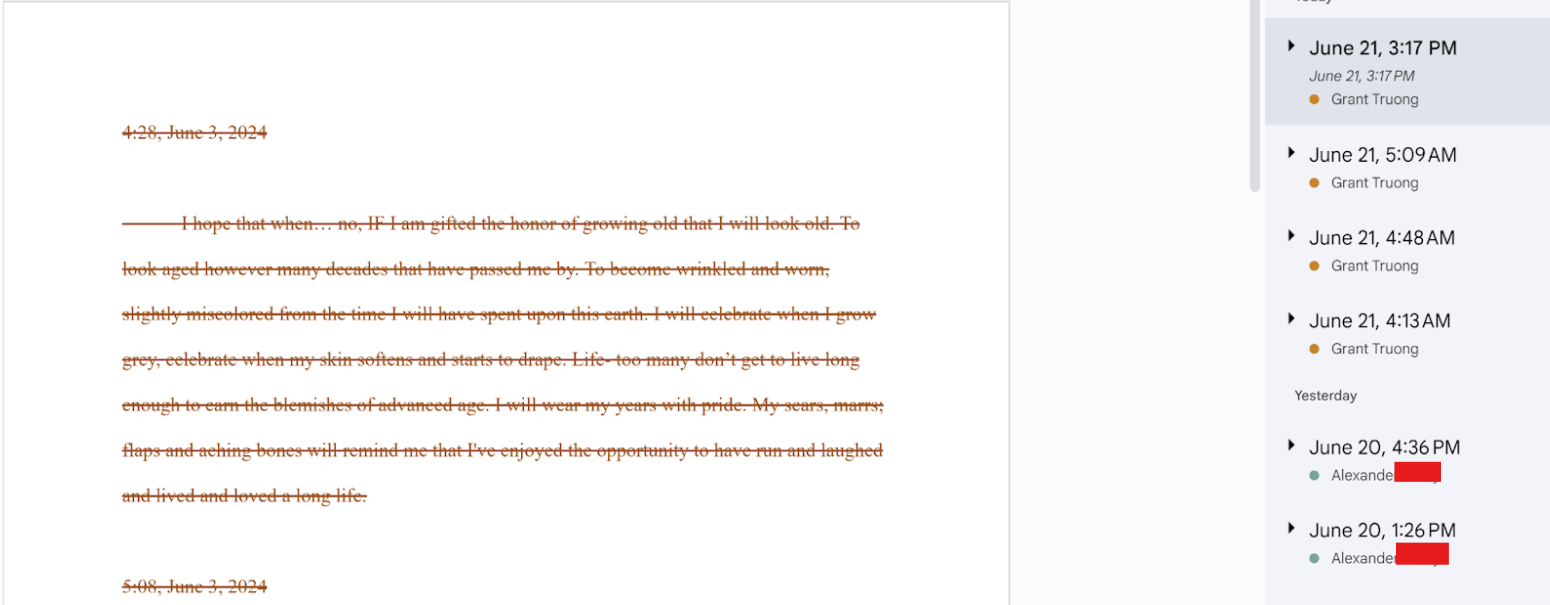 4:28, June 3, 2024
I hope that when… no, IF I am gifted the honor of growing old that I will look old. To
look aged however many decades that have passed me by. To become wrinkled and worn,
slightly miscolored from the time I will have spent upon this earth. I will celebrate when I grow
grey, celebrate when my skin softens and starts to drape. Life- too many don’t get to live long
enough to earn the blemishes of advanced age. I will wear my years with pride. My scars, marrs,
flaps and aching bones will remind me that I've enjoyed the opportunity to have run and laughed
and lived and loved a long life.
5:08, June 3, 2024
Today
June 21, 3:17 PM
June 21, 3:17 PM
Grant Truong
June 21, 5:09 AM
Grant Truong
June 21, 4:48 AM
Grant Truong
June 21, 4:13 AM
Grant Truong
Yesterday
June 20, 4:36 PM
Alexande
June 20, 1:26 PM
Alexander